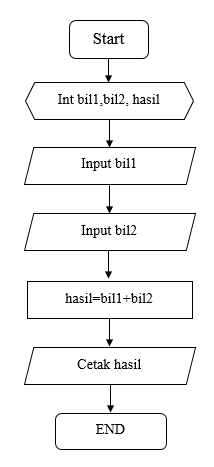 Start
Int bil1,bil2, hasil
Input bil1
Input bil2
hasil=bil1+bil2
Cetak hasil
END